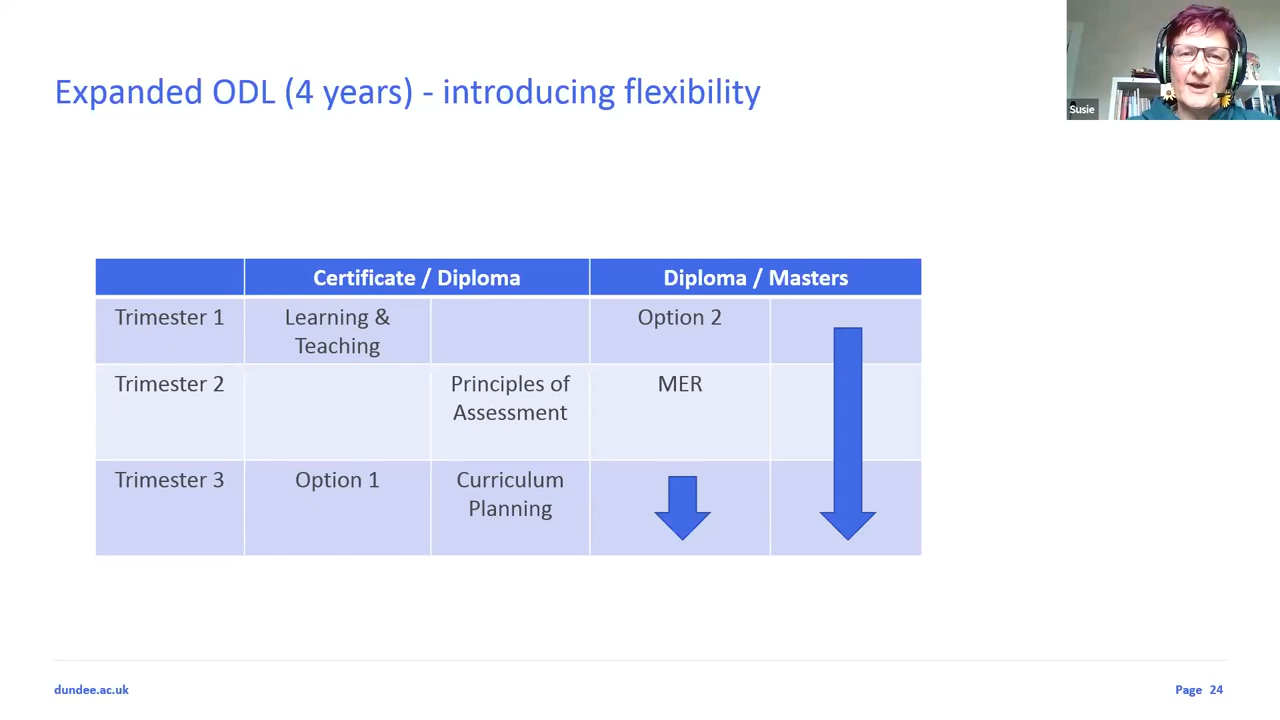 Expanded ODL (4 years) - introducing flexibility
Susie
Certificate / Diploma
Diploma / Masters
Trimester 1
Learning &
Teaching
Option 2
Trimester 2
Principles of
Assessment
MER
Trimester 3
Option 1
Curriculum
Planning
dundee.ac.uk
Page 24